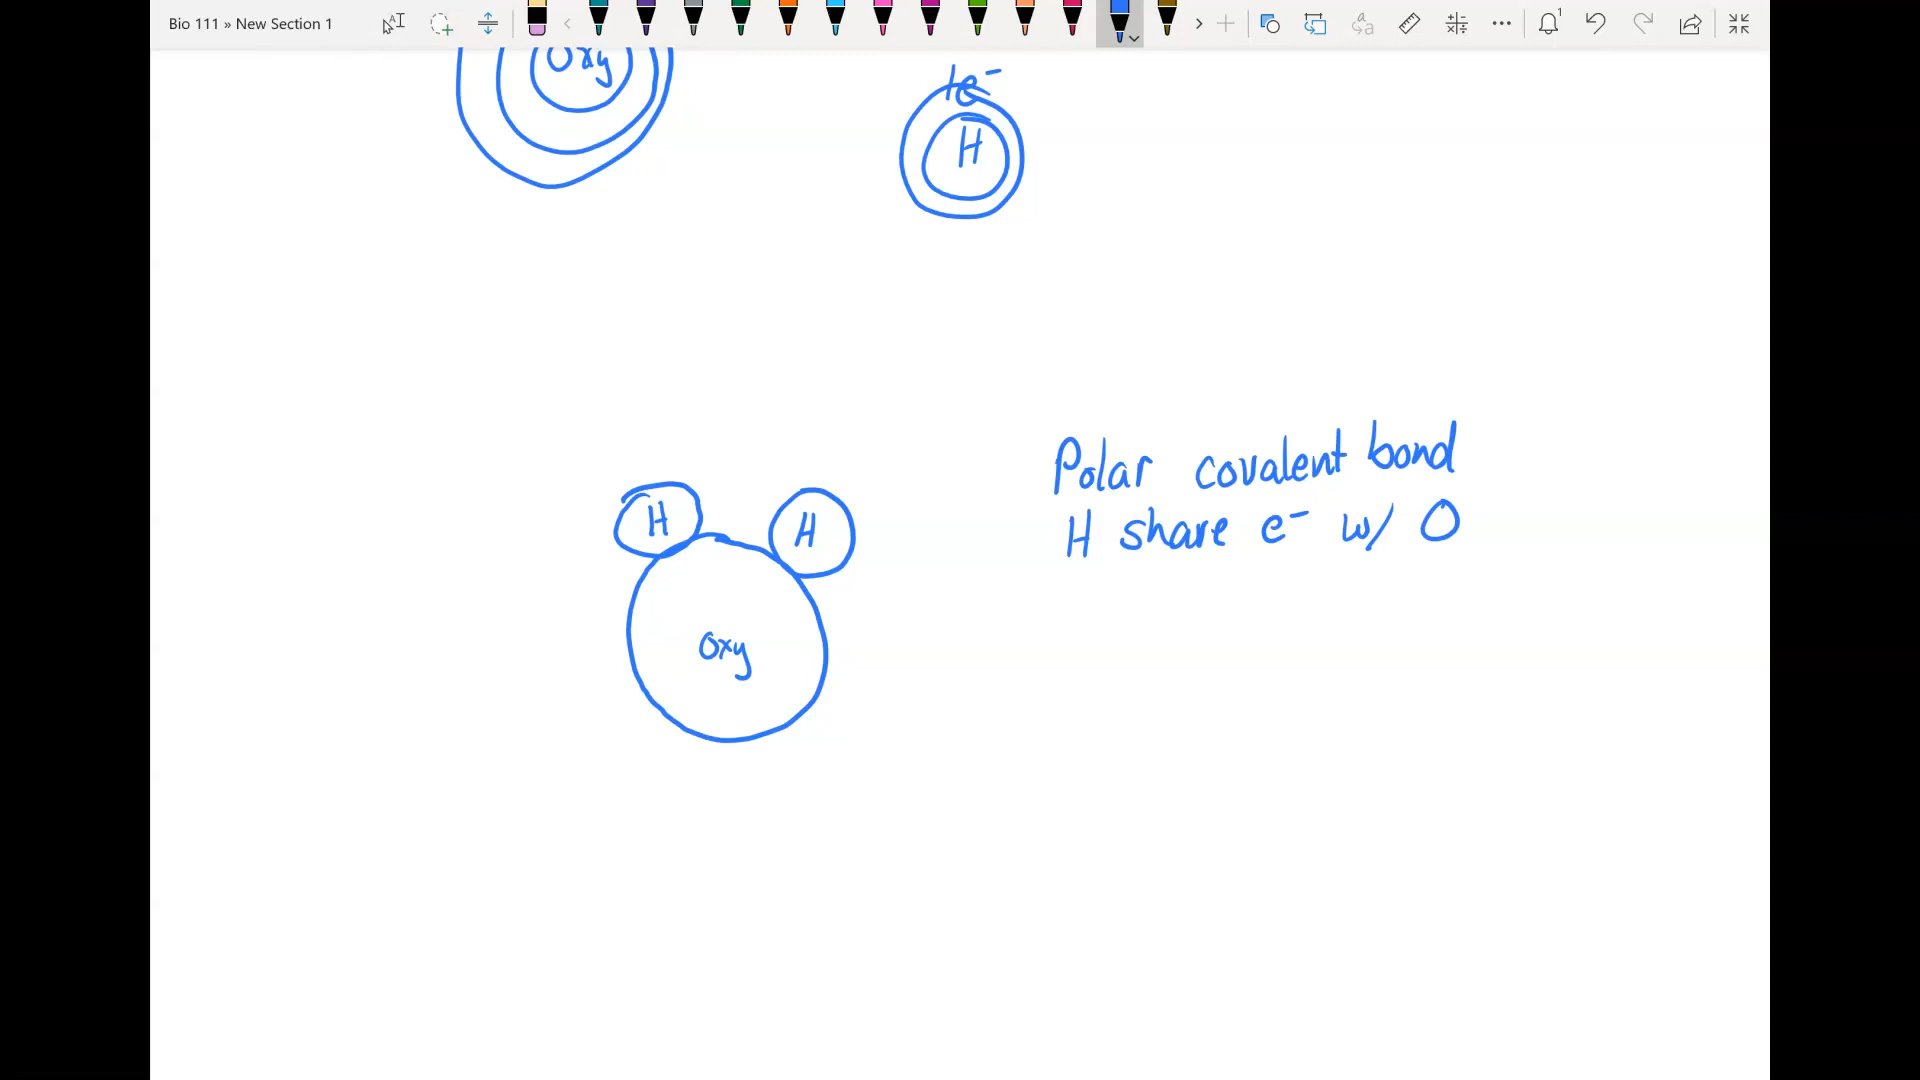 Bio 111 » New Section 1
Oxy
1e⁻
H
H
H
Oxy
Polar covalent bond
H share e⁻ w/ O